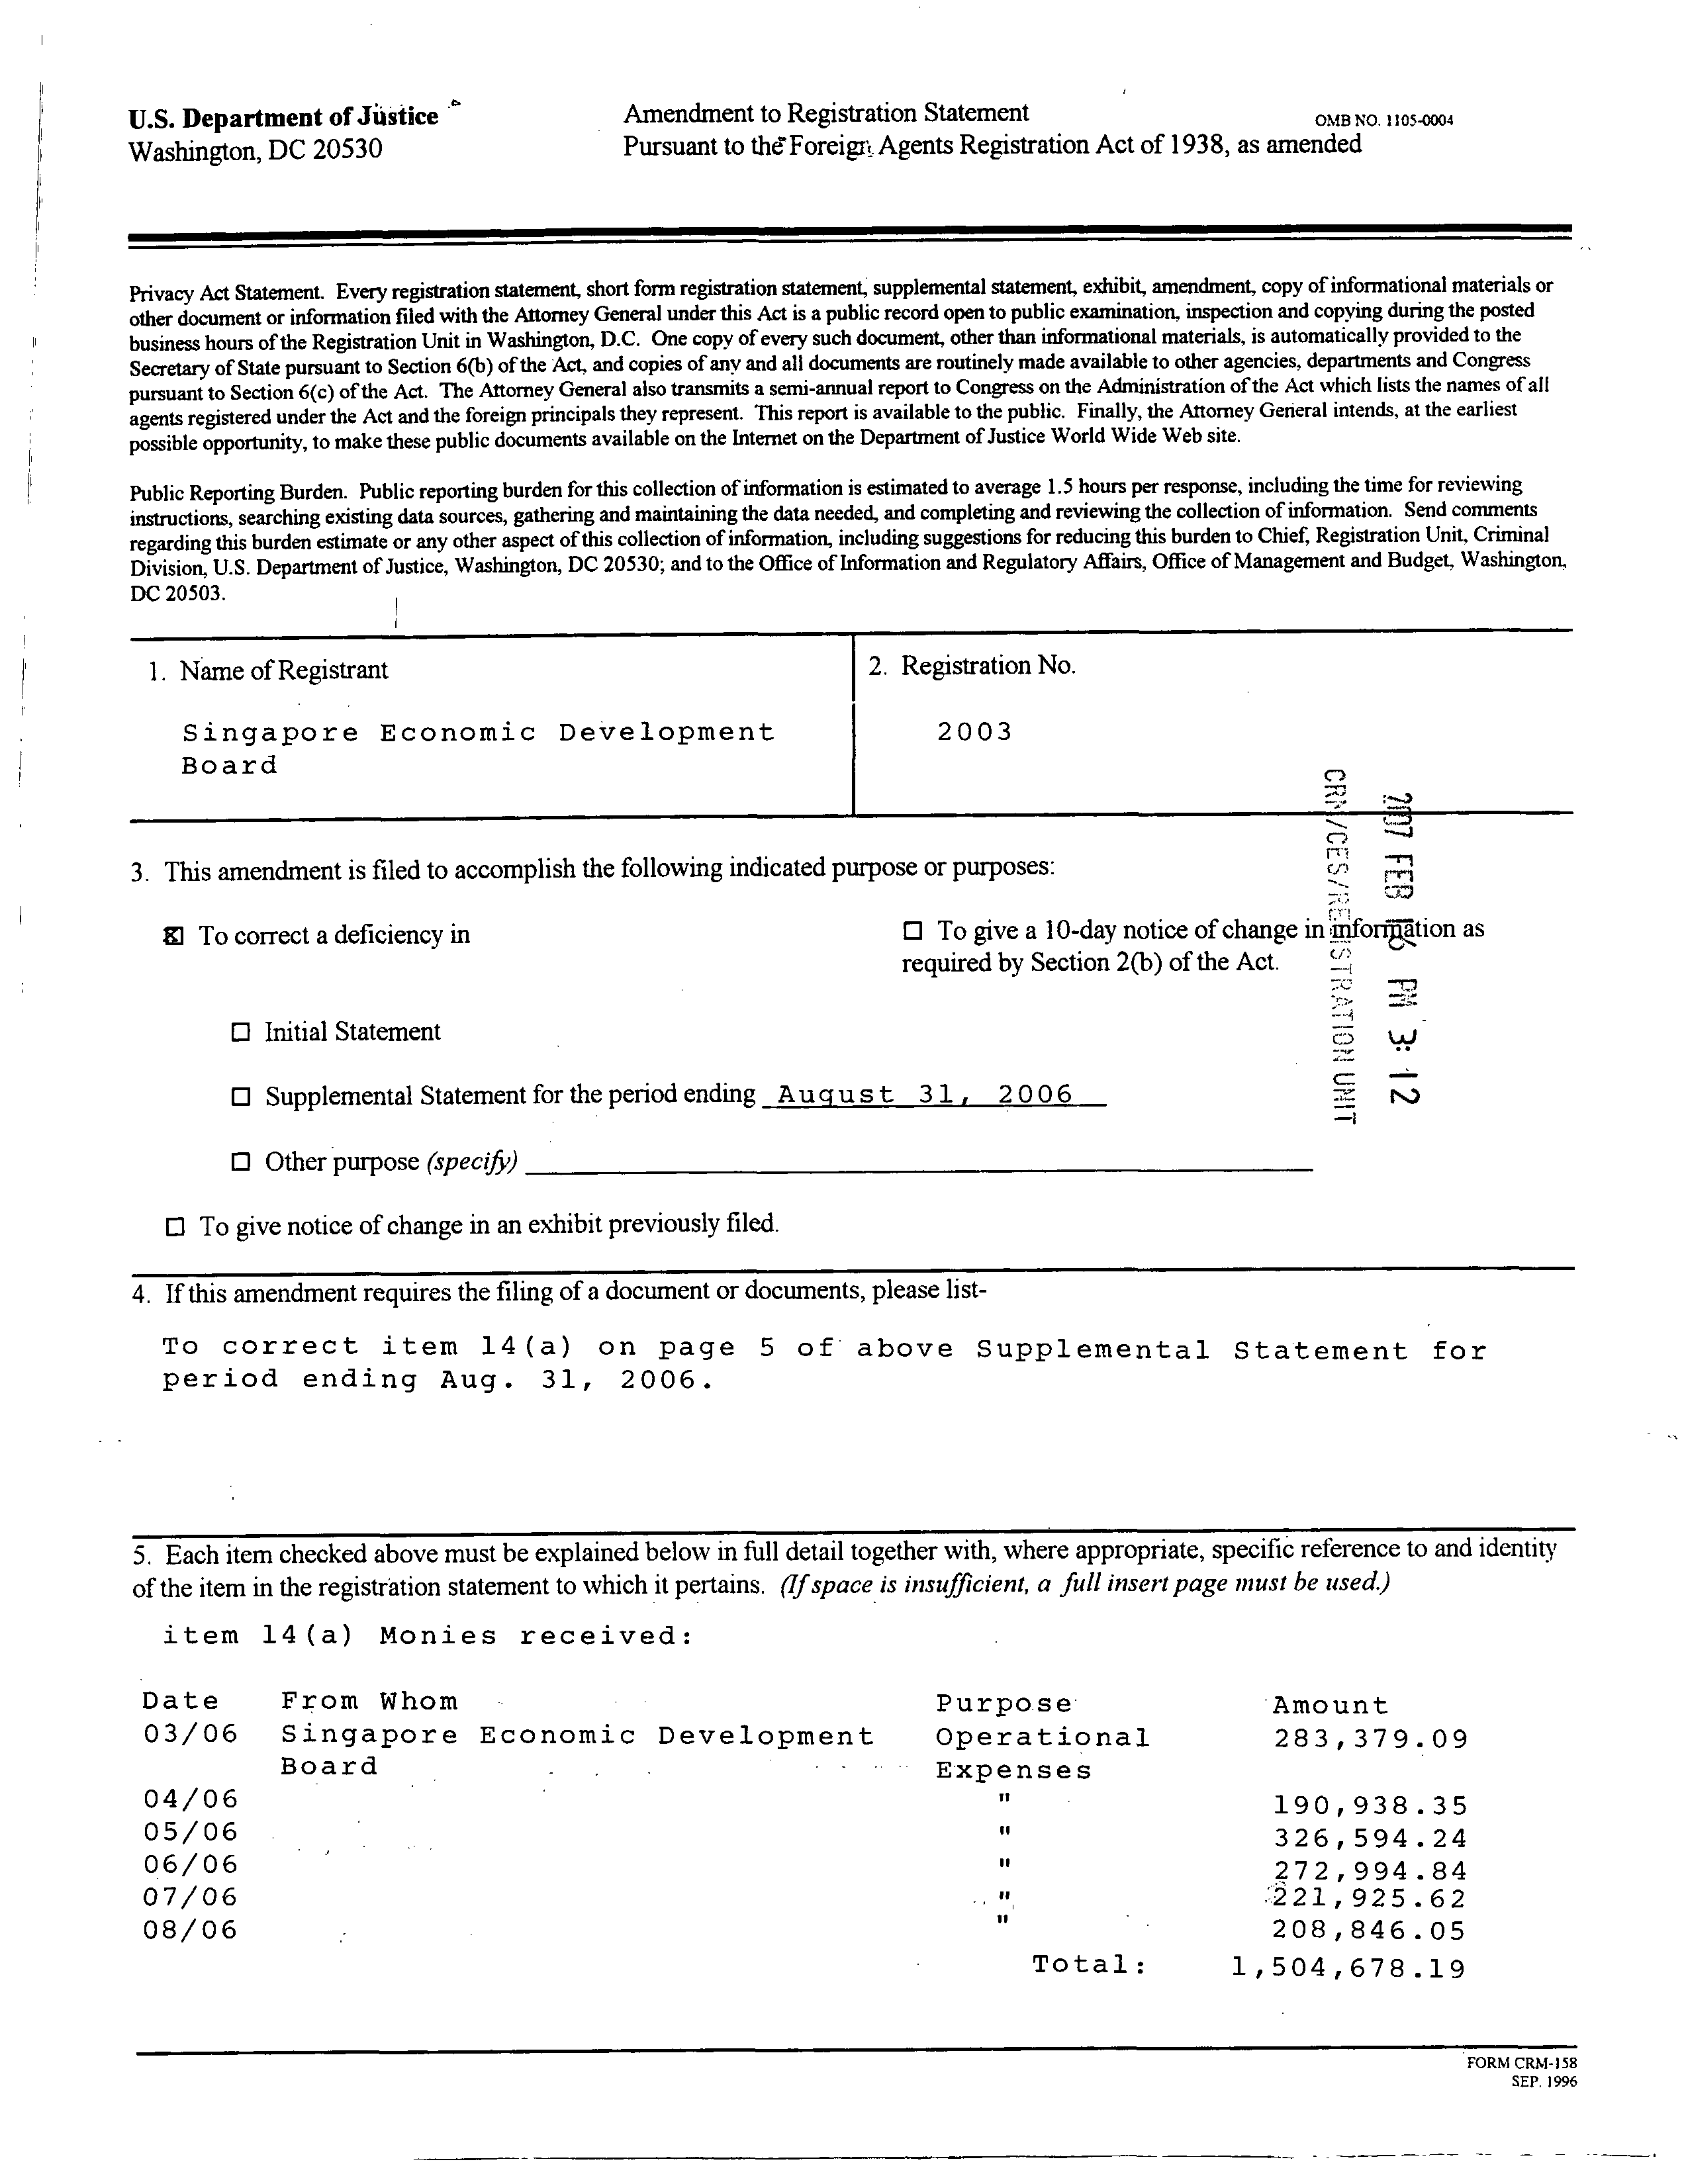 U.S. Department of Justice
Washington, DC 20530
Amendment to Registration Statement
Pursuant to the Foreign Agents Registration Act of 1938, as amended
OMB NO. 1105-0004
Privacy Act Statement. Every registration statement, short form registration statement, supplemental statement, exhibit, amendment, copy of informational materials or
other document or information filed with the Attorney General under this Act is a public record open to public examination, inspection and copying during the posted
business hours of the Registration Unit in Washington, D.C. One copy of every such document, other than informational materials, is automatically provided to the
Secretary of State pursuant to Section 6(b) of the Act, and copies of any and all documents are routinely made available to other agencies, departments and Congress
pursuant to Section 6(c) of the Act. The Attorney General also transmits a semi-annual report to Congress on the Administration of the Act which lists the names of all
agents registered under the Act and the foreign principals they represent. This report is available to the public. Finally, the Attorney General intends, at the earliest
possible opportunity, to make these public documents available on the Internet on the Department of Justice World Wide Web site.
Public Reporting Burden. Public reporting burden for this collection of information is estimated to average 1.5 hours per response, including the time for reviewing
instructions, searching existing data sources, gathering and maintaining the data needed, and completing and reviewing the collection of information. Send comments
regarding this burden estimate or any other aspect of this collection of information, including suggestions for reducing this burden to Chief, Registration Unit, Criminal
Division, U.S. Department of Justice, Washington, DC 20530; and to the Office of Information and Regulatory Affairs, Office of Management and Budget, Washington,
DC 20503.
1. Name of Registrant
Singapore Economic Development
Board
2. Registration No.
2003
2007 FEB 16 PM 3:12
CRM/CES/REGISTRATION UNIT
3. This amendment is filed to accomplish the following indicated purpose or purposes:
☒ To correct a deficiency in
☐ To give a 10-day notice of change in information as
required by Section 2(b) of the Act.
☐ Initial Statement
☐ Supplemental Statement for the period ending August 31, 2006
☐ Other purpose (specify)
☐ To give notice of change in an exhibit previously filed.
4. If this amendment requires the filing of a document or documents, please list-
To correct item 14(a) on page 5 of above Supplemental Statement for
period ending Aug. 31, 2006.
5. Each item checked above must be explained below in full detail together with, where appropriate, specific reference to and identity
of the item in the registration statement to which it pertains. (If space is insufficient, a full insert page must be used.)
item 14(a) Monies received:
Date From Whom Purpose Amount
03/06 Singapore Economic Development Operational 283,379.09
Board Expenses
04/06 " 190,938.35
05/06 " 326,594.24
06/06 " 272,994.84
07/06 " 221,925.62
08/06 " 208,846.05
Total: 1,504,678.19
FORM CRM-158
SEP. 1996